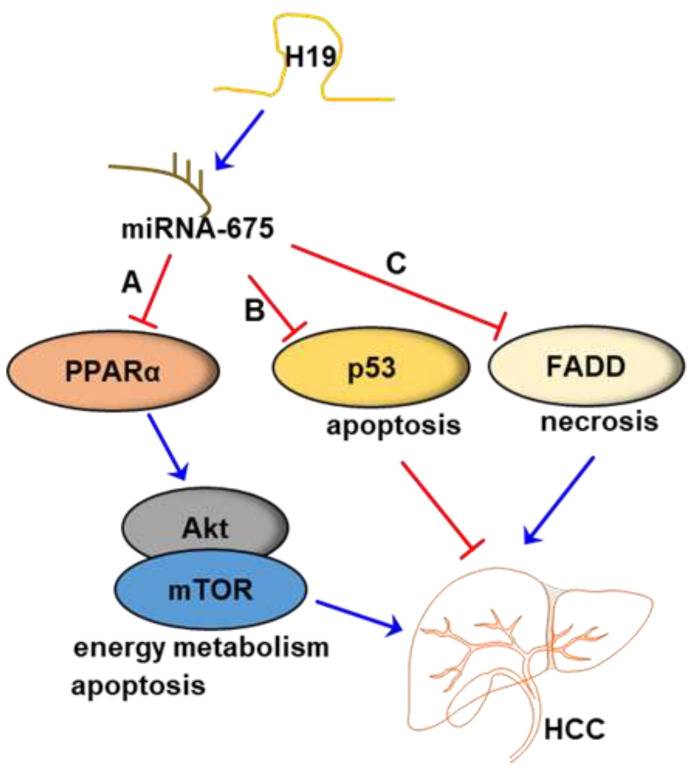 H19
miRNA-675
A
B
C
PPARα
p53
FADD
apoptosis
necrosis
Akt
mTOR
energy metabolism
apoptosis
HCC